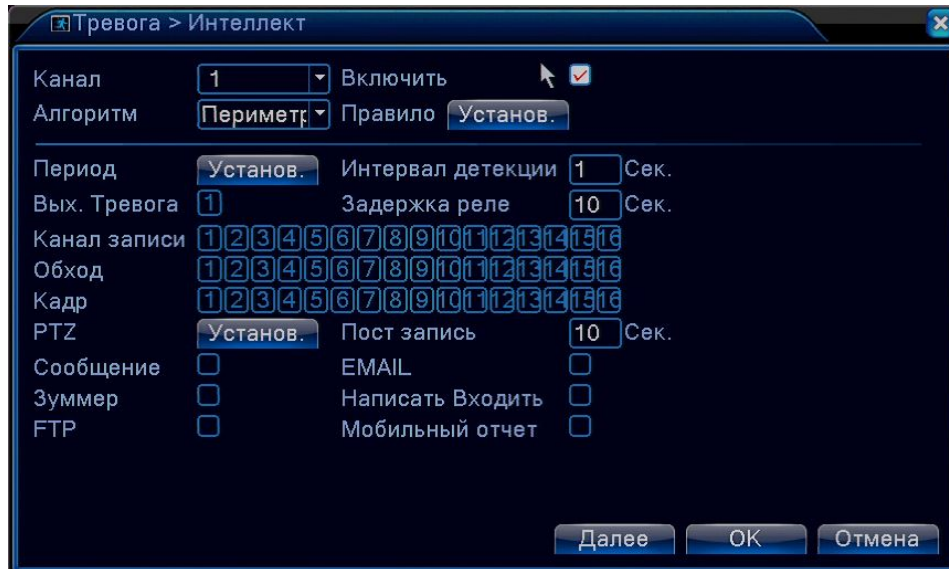 Тревога > Интеллект
Канал 1 Включить
Алгоритм Периметр Правило Установ.
Период Установ. Интервал детекции 1 Сек.
Вых. Тревога 1 Задержка реле 10 Сек.
Канал записи 1 2 3 4 5 6 7 8 9 10 11 12 13 14 15 16
Обход 1 2 3 4 5 6 7 8 9 10 11 12 13 14 15 16
Кадр 1 2 3 4 5 6 7 8 9 10 11 12 13 14 15 16
PTZ Установ. Пост запись 10 Сек.
Сообщение EMAIL
Зуммер Написать Входить
FTP Мобильный отчет
Далее OK Отмена